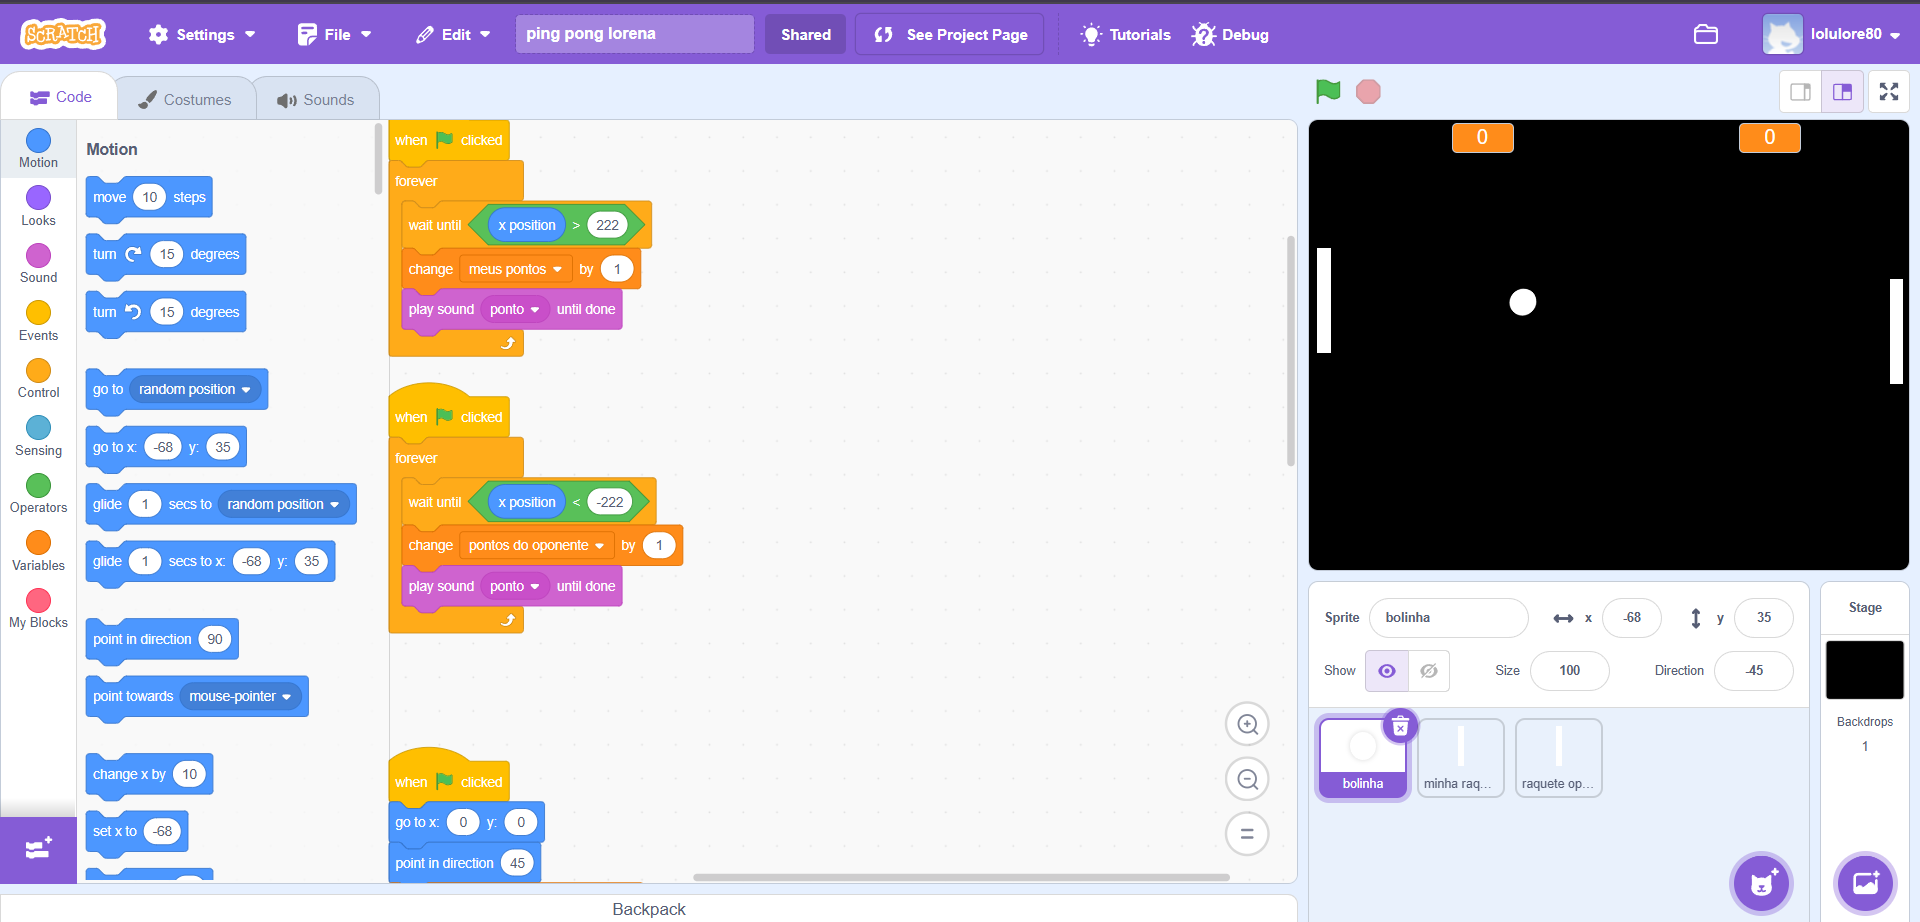 SCRATCH Settings File Edit ping pong lorena Shared See Project Page Tutorials Debug lolulore80
Code Costumes Sounds
Motion
Looks
Sound
Events
Control
Sensing
Operators
Variables
My Blocks
Motion
move 10 steps
turn 15 degrees
turn 15 degrees
go to random position
go to x: -68 y: 35
glide 1 secs to random position
glide 1 secs to x: -68 y: 35
point in direction 90
point towards mouse-pointer
change x by 10
set x to -68
when clicked
forever
wait until x position > 222
change meus pontos by 1
play sound ponto until done
when clicked
forever
wait until x position < -222
change pontos do oponente by 1
play sound ponto until done
when clicked
go to x: 0 y: 0
point in direction 45
Backpack
0 0
Sprite bolinha x -68 y 35
Show Size 100 Direction -45
bolinha minha raq... raquete op...
Stage
Backdrops
1